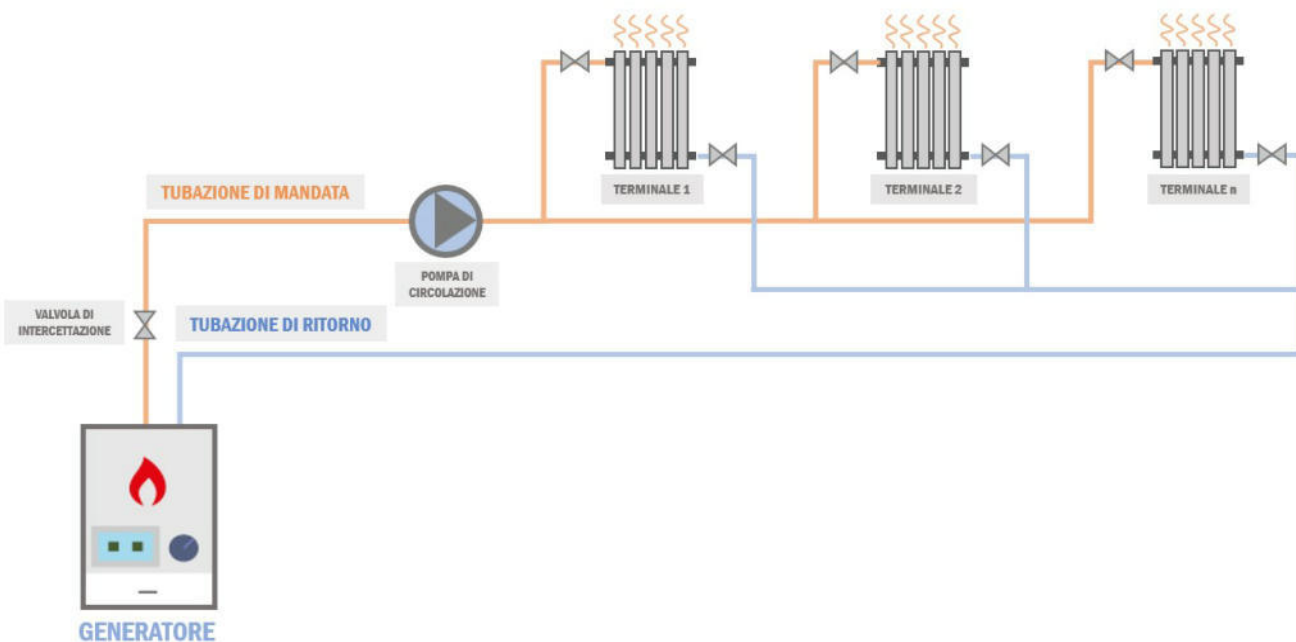 TERMINALE 1
TERMINALE 2
TERMINALE n
TUBAZIONE DI MANDATA
POMPA DI
CIRCOLAZIONE
VALVOLA DI
INTERCETTAZIONE
TUBAZIONE DI RITORNO
GENERATORE